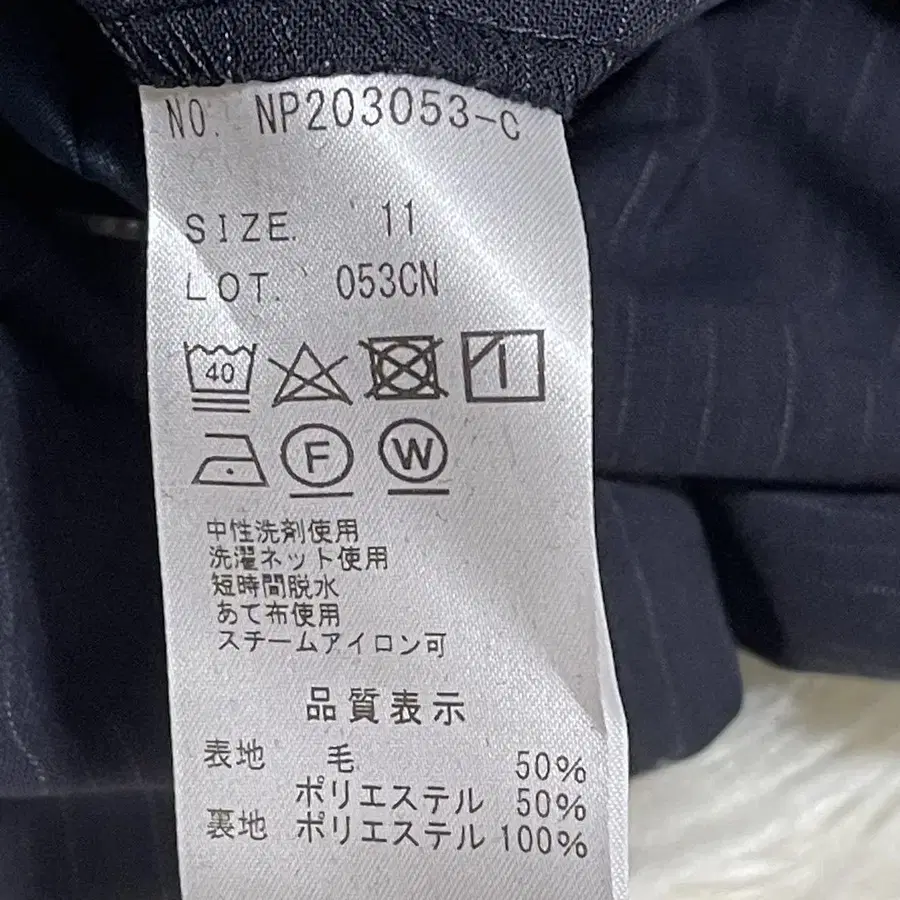 NO. NP203053-C
SIZE. 11
LOT. 053CN
40
F W
中性洗剤使用
洗濯ネット使用
短時間脱水
あて布使用
スチームアイロン可
品質表示
表地 毛 50%
ポリエステル 50%
裏地 ポリエステル 100%